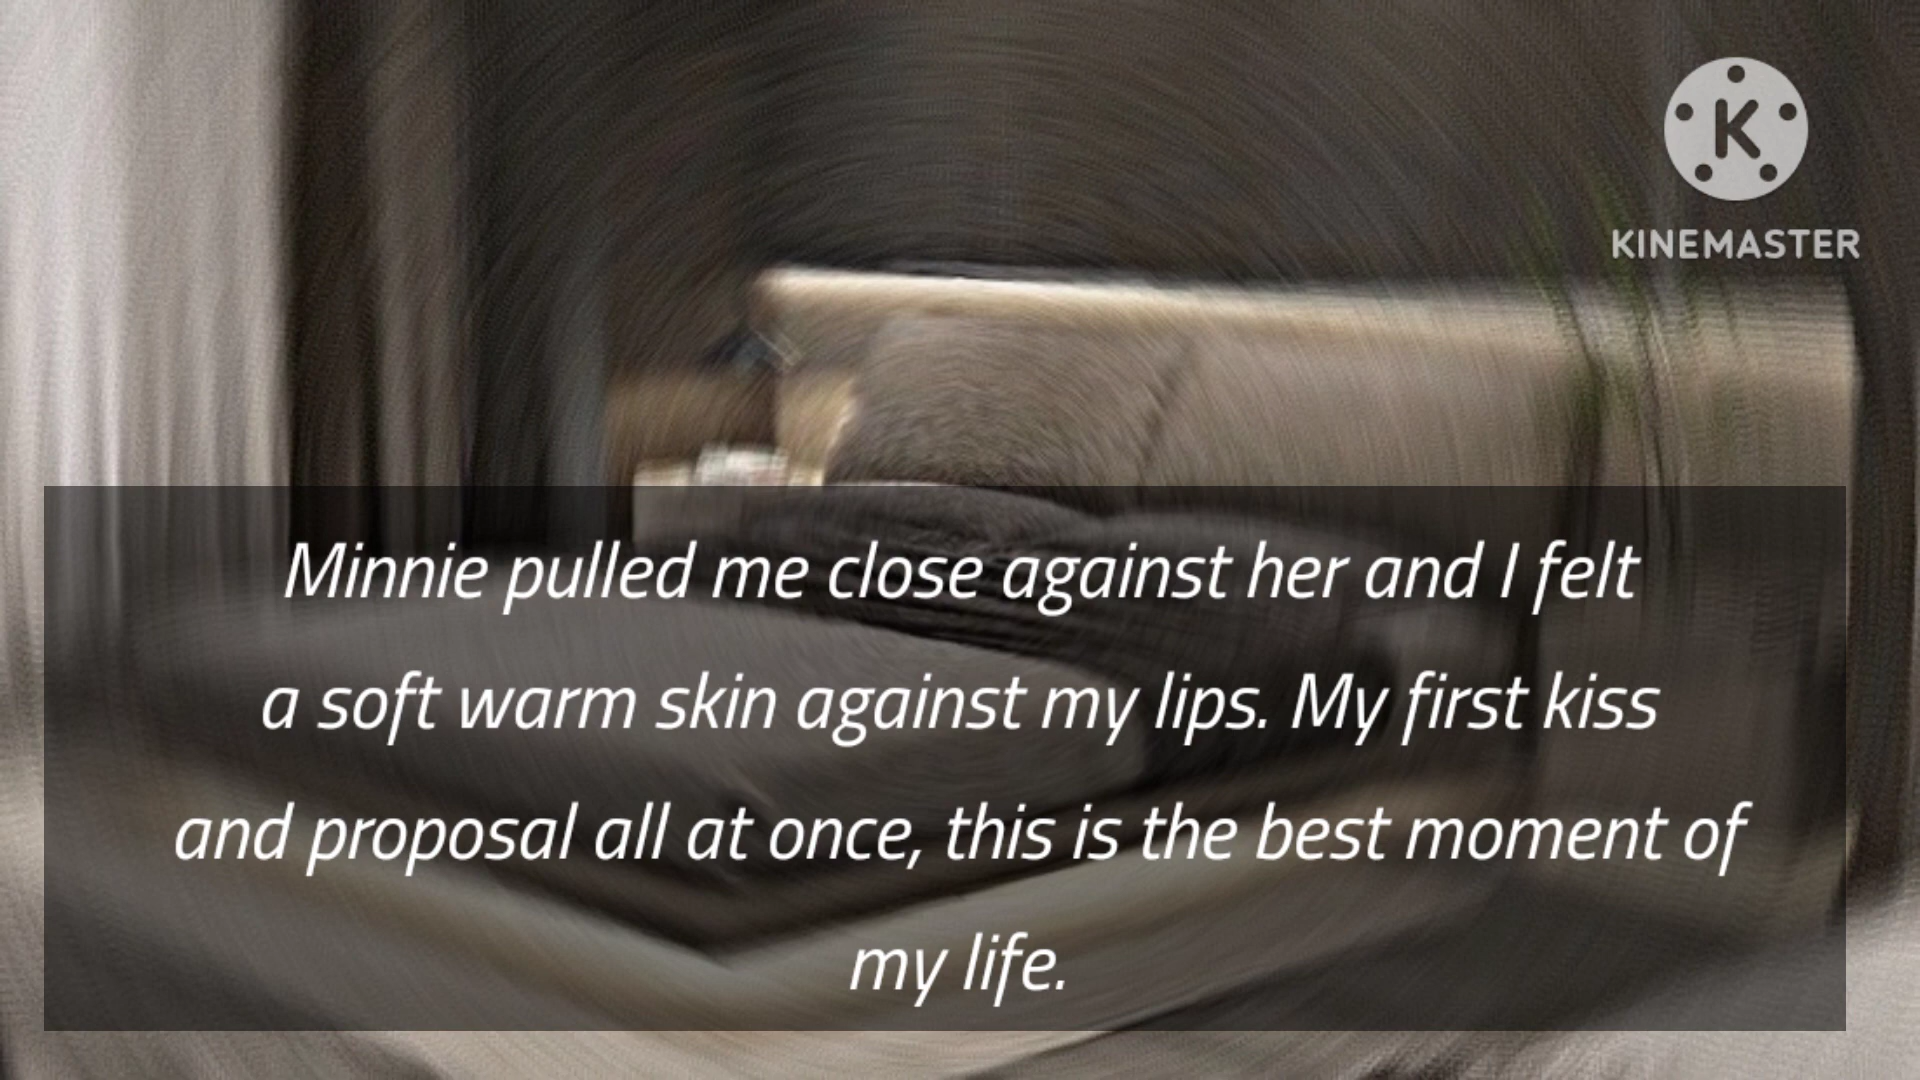 K
KINEMASTER
Minnie pulled me close against her and I felt
a soft warm skin against my lips. My first kiss
and proposal all at once, this is the best moment of
my life.